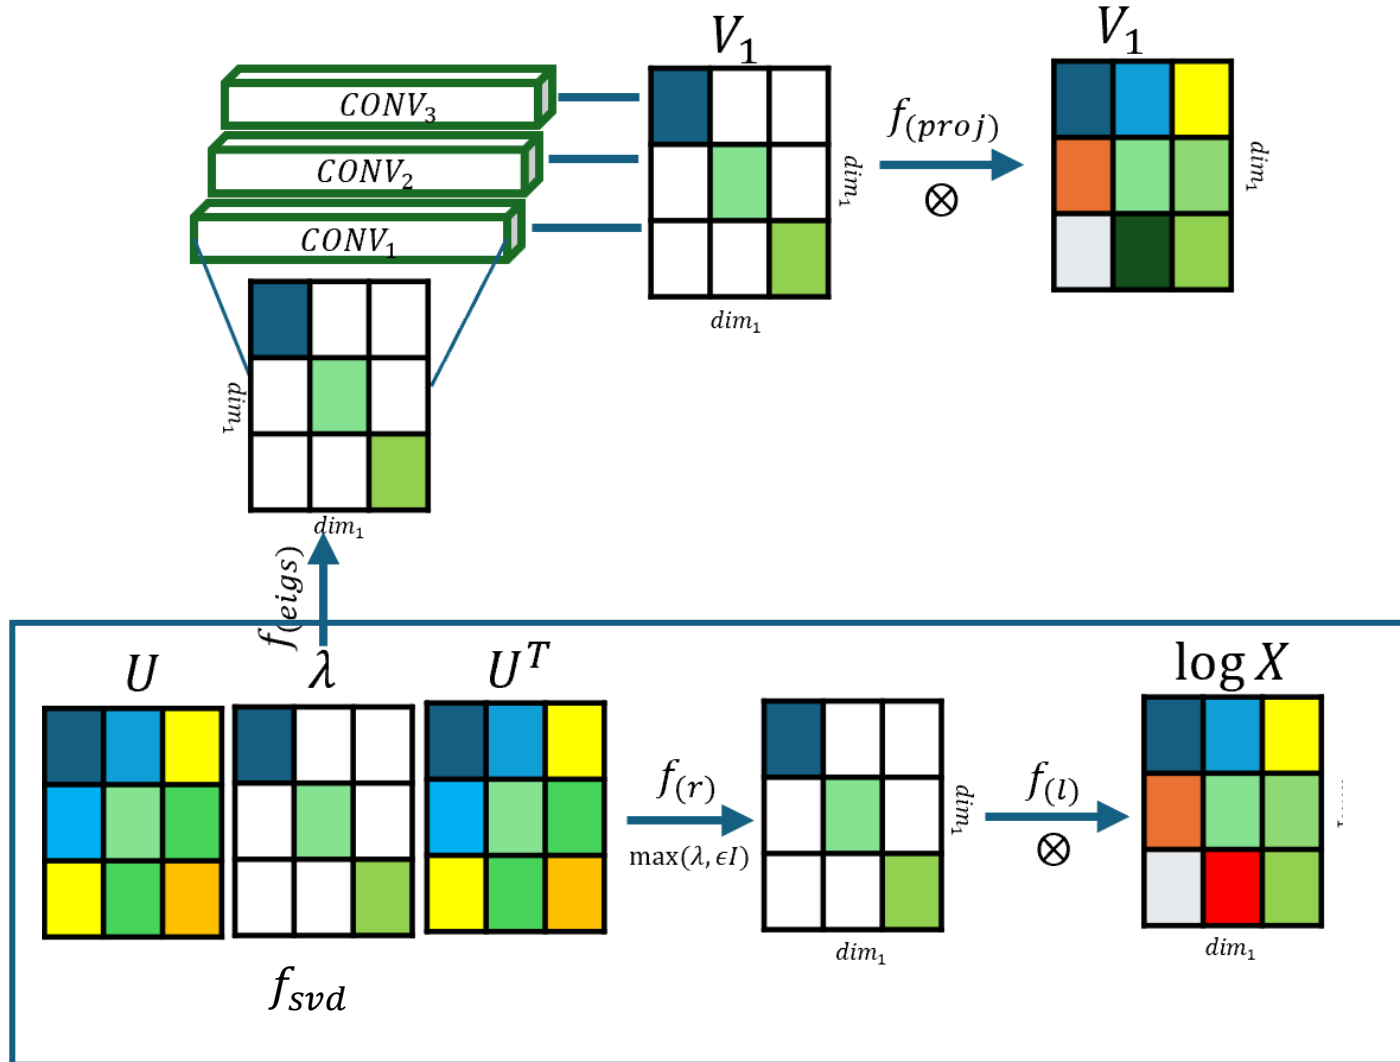 V₁
V₁
CONV₃
CONV₂
CONV₁
f₍proj₎
⊗
dim₁
dim₁
dim₁
dim₁
dim₁
f₍eigs₎
U
λ
Uᵀ
log X
f₍r₎
max(λ, ϵI)
dim₁
f₍l₎
⊗
dim₁
dim₁
f_svd